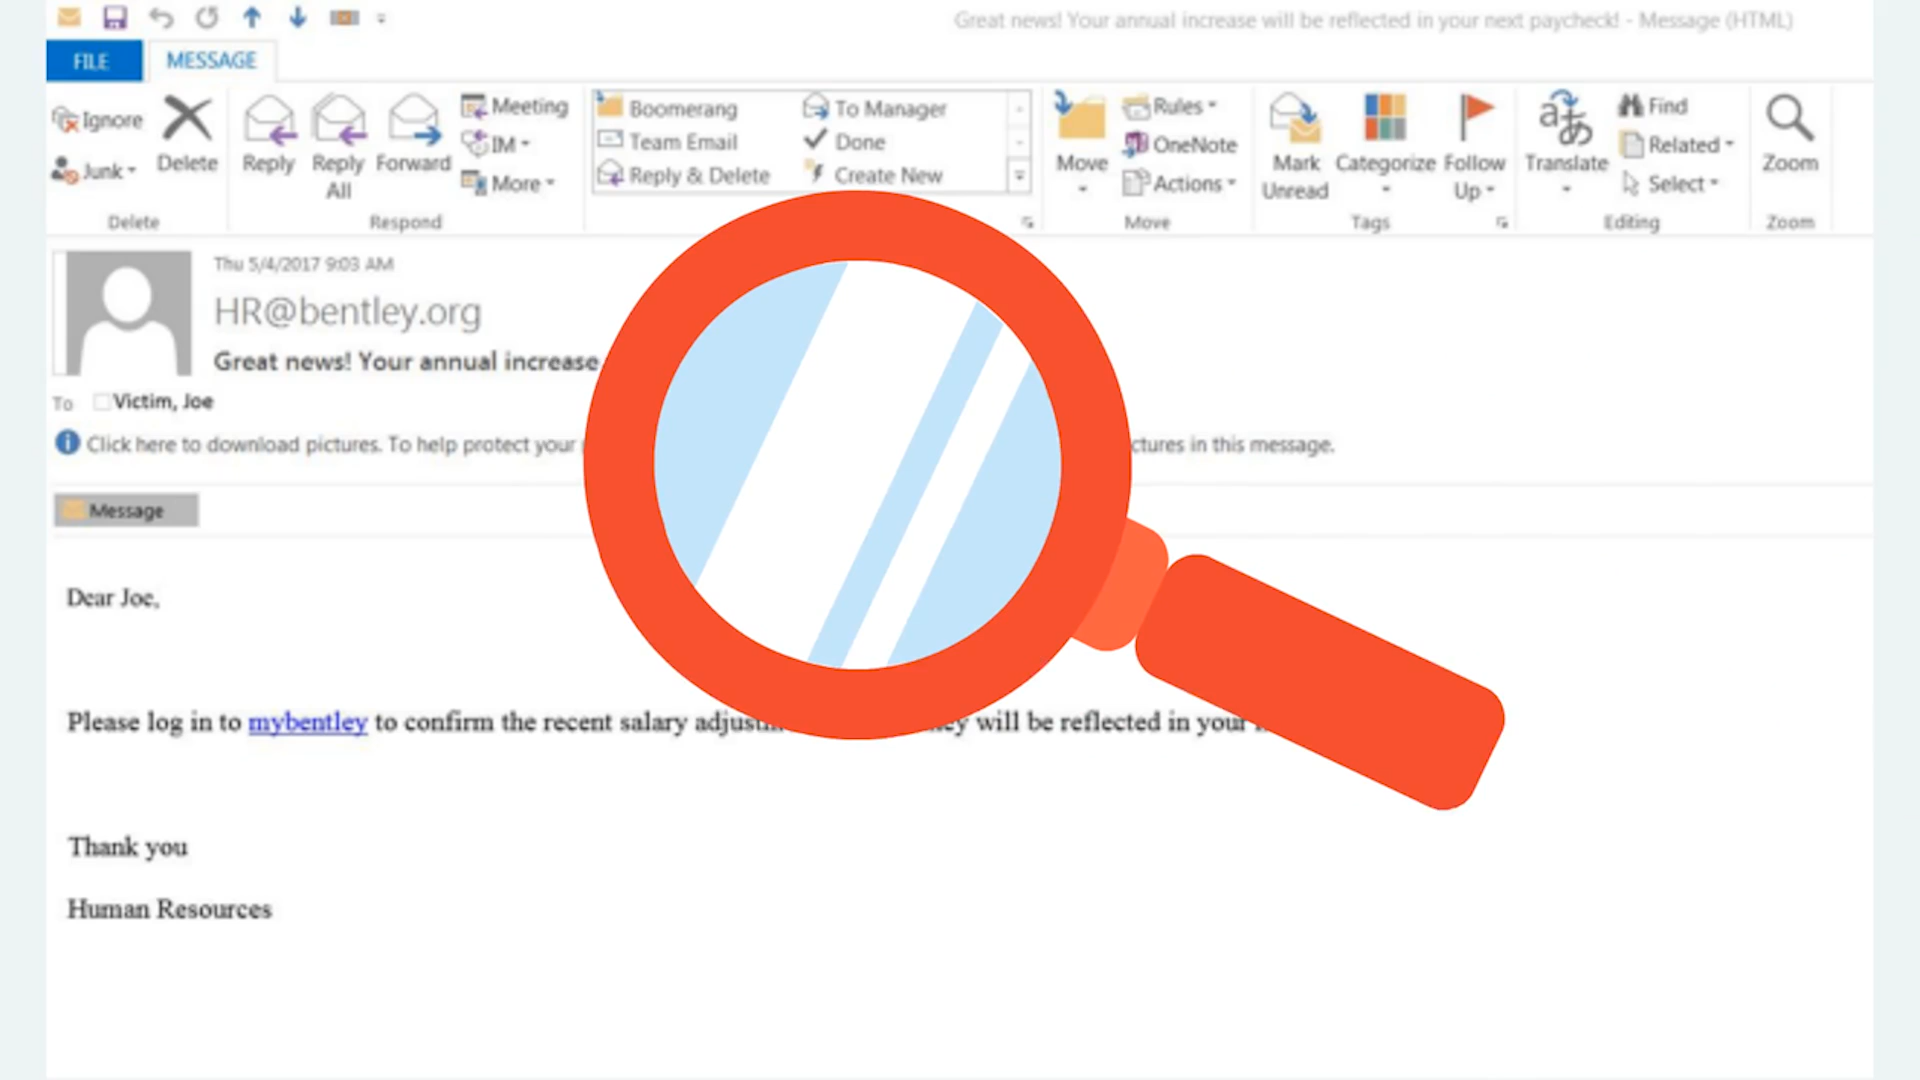 Great news! Your annual increase will be reflected in your next paycheck! - Message (HTML)
FILE MESSAGE
Ignore
Junk
Delete
Delete
Reply
Reply All
Forward
Meeting
IM
More
Respond
Boomerang
To Manager
Team Email
Done
Reply & Delete
Create New
Move
Rules
OneNote
Actions
Move
Mark Unread
Categorize
Follow Up
Tags
Translate
Find
Related
Select
Editing
Zoom
Zoom
Thu 5/4/2017 9:03 AM
HR@bentley.org
Great news! Your annual increase
To Victim, Joe
Click here to download pictures. To help protect your in this message.
Message
Dear Joe,
Please log in to mybentley to confirm the recent salary will be reflected in your
Thank you
Human Resources